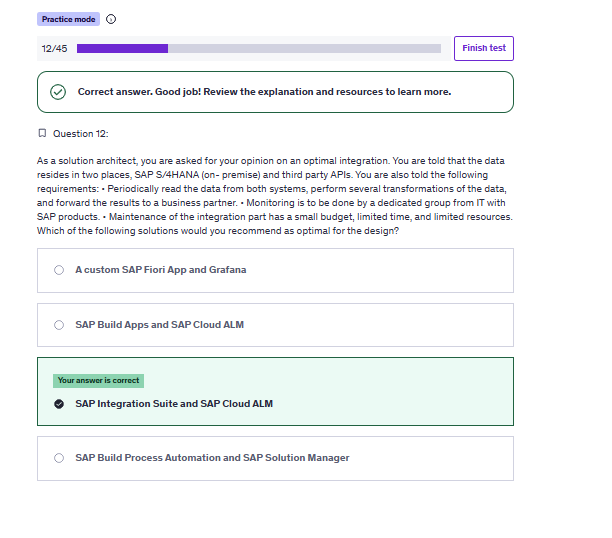 Practice mode
12/45
Finish test
Correct answer. Good job! Review the explanation and resources to learn more.
Question 12:
As a solution architect, you are asked for your opinion on an optimal integration. You are told that the data
resides in two places, SAP S/4HANA (on- premise) and third party APIs. You are also told the following
requirements: • Periodically read the data from both systems, perform several transformations of the data,
and forward the results to a business partner. • Monitoring is to be done by a dedicated group from IT with
SAP products. • Maintenance of the integration part has a small budget, limited time, and limited resources.
Which of the following solutions would you recommend as optimal for the design?
A custom SAP Fiori App and Grafana
SAP Build Apps and SAP Cloud ALM
Your answer is correct
SAP Integration Suite and SAP Cloud ALM
SAP Build Process Automation and SAP Solution Manager